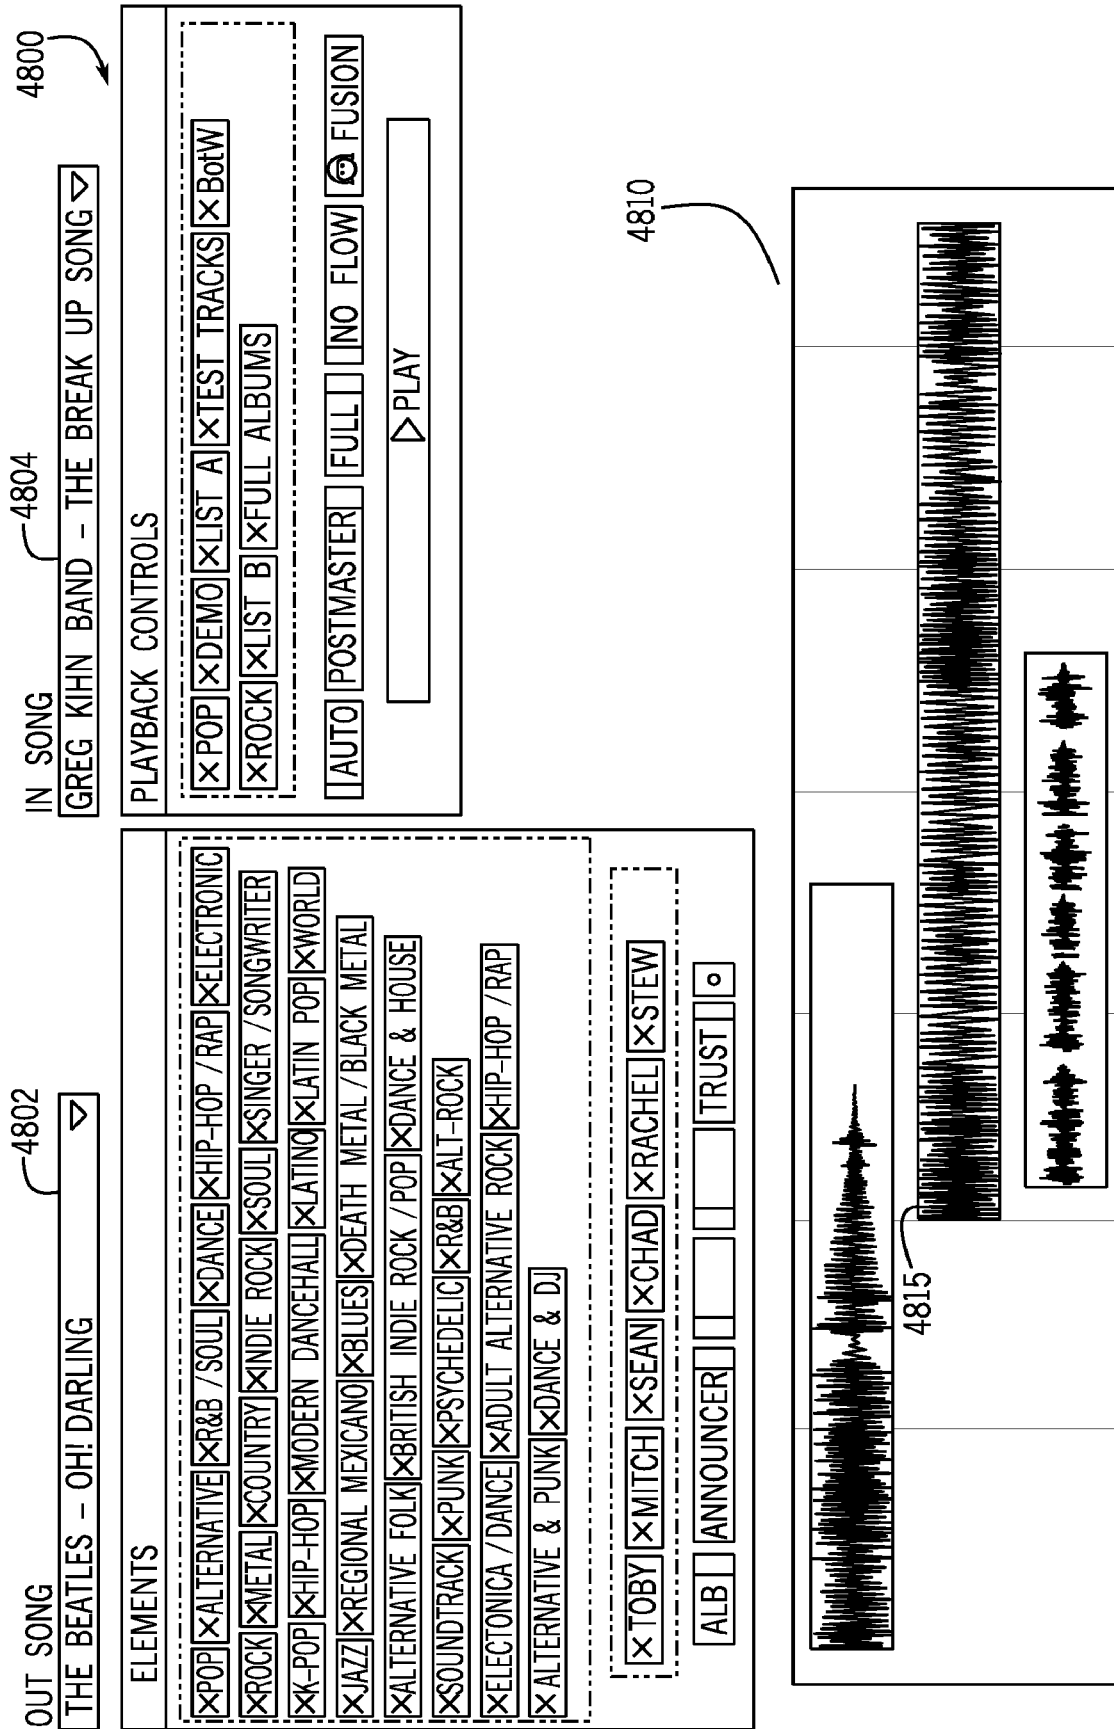 4800
OUT SONG
THE BEATLES - OH! DARLING
4802
IN SONG
GREG KIHN BAND - THE BREAK UP SONG
4804
ELEMENTS
×POP ×ALTERNATIVE ×R&B /SOUL ×DANCE ×HIP-HOP /RAP ×ELECTRONIC
×ROCK ×METAL ×COUNTRY ×INDIE ROCK ×SOUL ×SINGER /SONGWRITER
×K-POP ×HIP-HOP ×MODERN DANCEHALL ×LATINO ×LATIN POP ×WORLD
×JAZZ ×REGIONAL MEXICANO ×BLUES ×DEATH METAL /BLACK METAL
×ALTERNATIVE FOLK ×BRITISH INDIE ROCK /POP ×DANCE & HOUSE
×SOUNDTRACK ×PUNK ×PSYCHEDELIC ×R&B ×ALT-ROCK
×ELECTONICA /DANCE ×ADULT ALTERNATIVE ROCK ×HIP-HOP /RAP
×ALTERNATIVE & PUNK ×DANCE & DJ
×TOBY ×MITCH ×SEAN ×CHAD ×RACHEL ×STEW
ALB ANNOUNCER TRUST
PLAYBACK CONTROLS
×POP ×DEMO ×LIST A ×TEST TRACKS ×BotW
×ROCK ×LIST B ×FULL ALBUMS
AUTO POSTMASTER FULL NO FLOW FUSION
PLAY
4810
4815